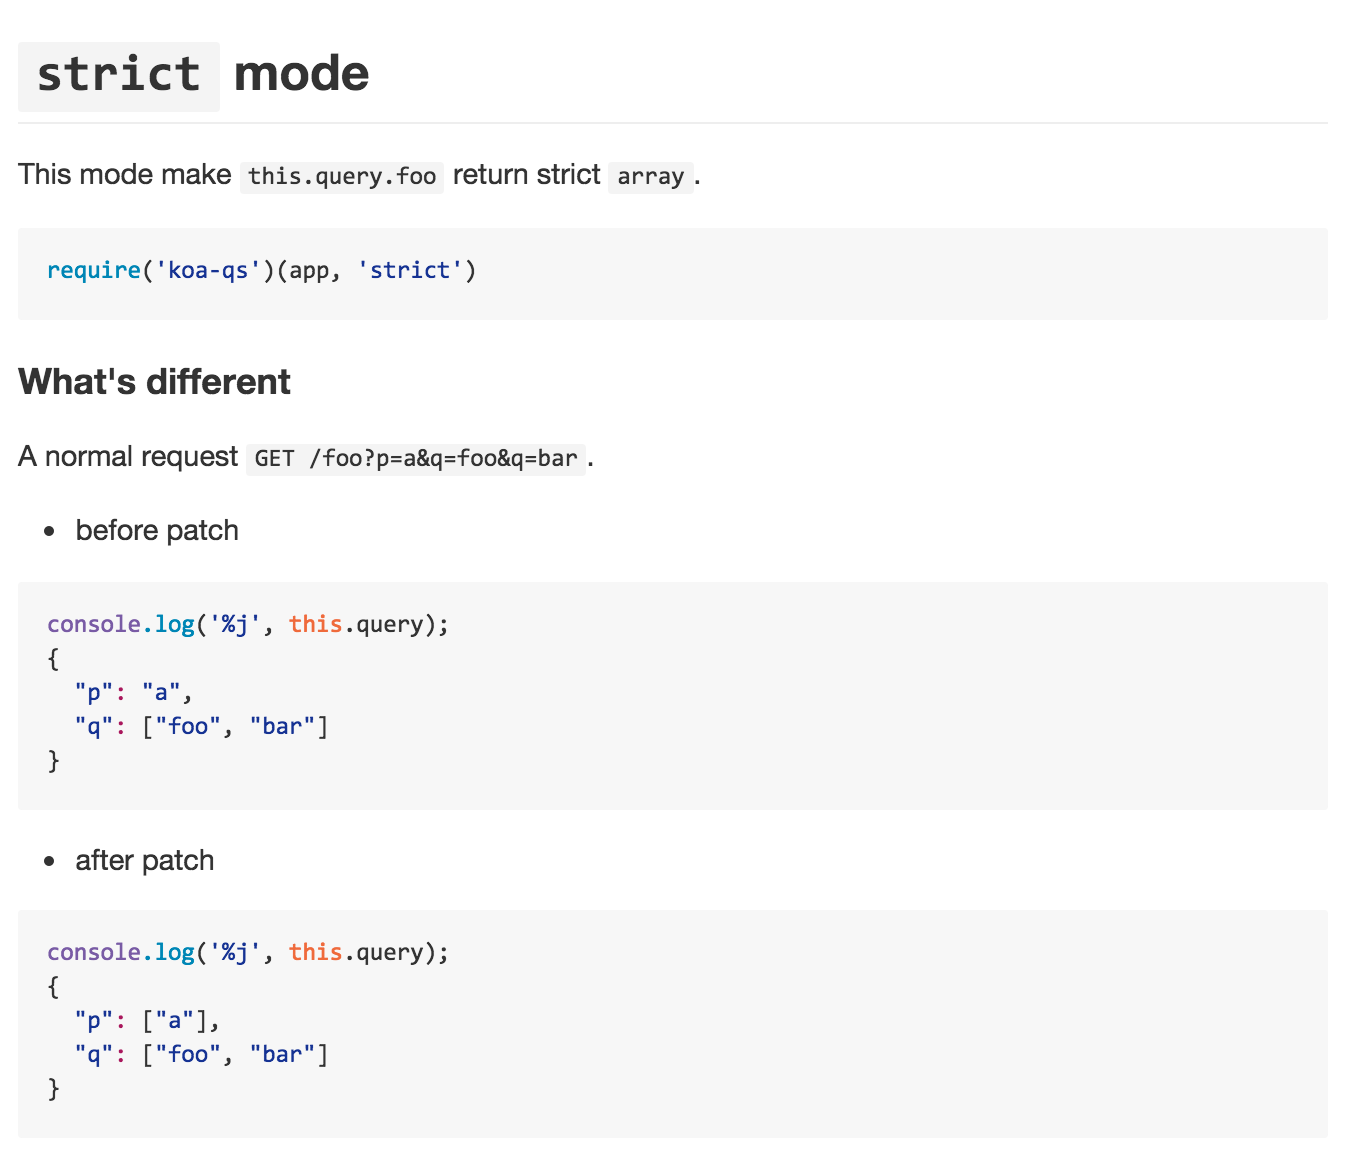 strict mode
This mode make this.query.foo return strict array.
require('koa-qs')(app, 'strict')
What's different
A normal request GET /foo?p=a&q=foo&q=bar.
• before patch
console.log('%j', this.query);
{
  "p": "a",
  "q": ["foo", "bar"]
}
• after patch
console.log('%j', this.query);
{
  "p": ["a"],
  "q": ["foo", "bar"]
}